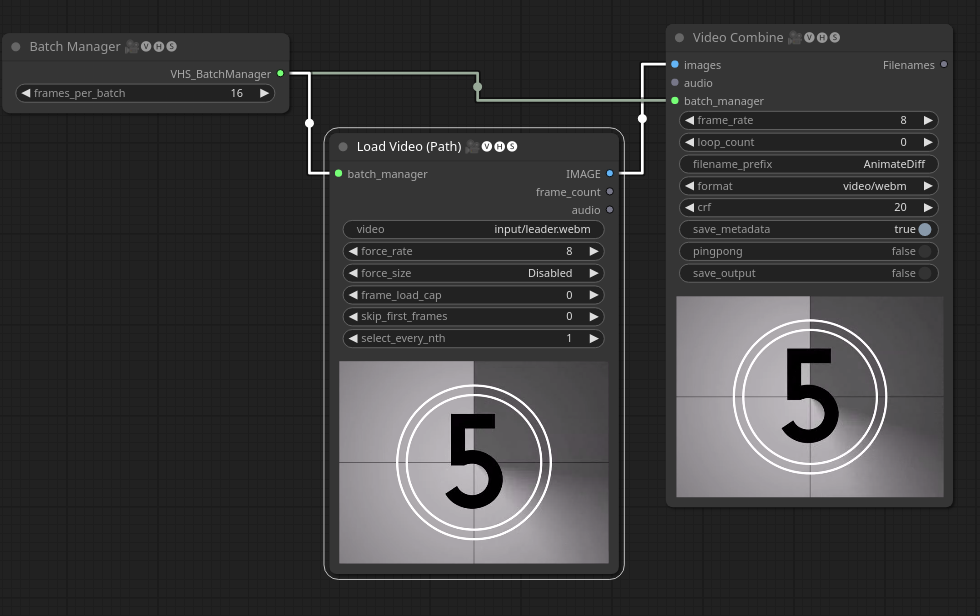 Batch Manager 🎥🅥🅗🅢
VHS_BatchManager
frames_per_batch 16
Load Video (Path) 🎥🅥🅗🅢
batch_manager IMAGE
frame_count
audio
video input/leader.webm
force_rate 8
force_size Disabled
frame_load_cap 0
skip_first_frames 0
select_every_nth 1
5
Video Combine 🎥🅥🅗🅢
images Filenames
audio
batch_manager
frame_rate 8
loop_count 0
filename_prefix AnimateDiff
format video/webm
crf 20
save_metadata true
pingpong false
save_output false
5